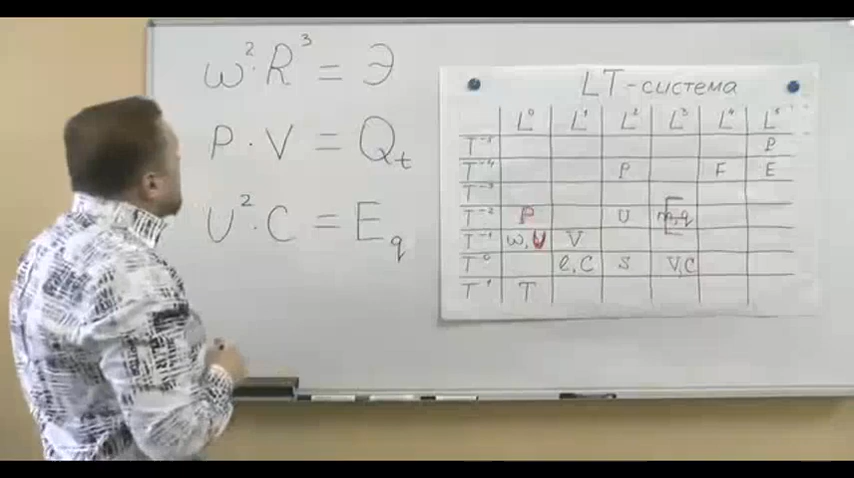 ω²·R³ = Э
P·V = Qₜ
U²·C = E_q
LT-система
L⁰ L¹ L² L³ L⁴ L⁵
T⁻⁵ P
T⁻⁴ P F E
T⁻³
T⁻² P U m,q
T⁻¹ ω, V
T⁰ l,C S V,C
T¹ T